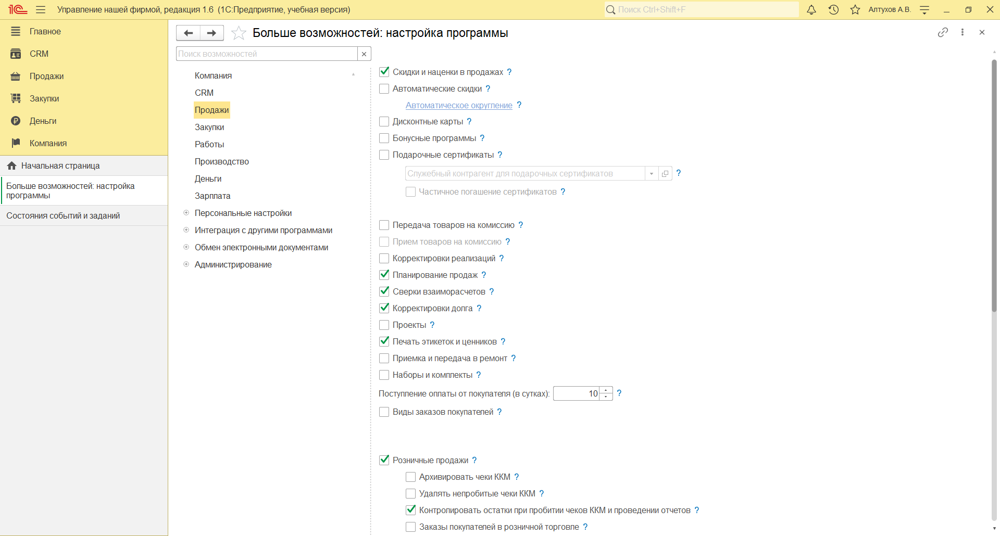 1С Управление нашей фирмой, редакция 1.6 (1С:Предприятие, учебная версия) Поиск Ctrl+Shift+F Алтухов А.В.
Главное
CRM
Продажи
Закупки
Деньги
Компания
Начальная страница
Больше возможностей: настройка
программы
Состояния событий и заданий
Больше возможностей: настройка программы
Поиск возможностей
Компания
CRM
Продажи
Закупки
Работы
Производство
Деньги
Зарплата
Персональные настройки
Интеграция с другими программами
Обмен электронными документами
Администрирование
Скидки и наценки в продажах ?
Автоматические скидки ?
Автоматическое округление ?
Дисконтные карты ?
Бонусные программы ?
Подарочные сертификаты ?
Служебный контрагент для подарочных сертификатов ?
Частичное погашение сертификатов ?
Передача товаров на комиссию ?
Прием товаров на комиссию ?
Корректировки реализаций ?
Планирование продаж ?
Сверки взаиморасчетов ?
Корректировки долга ?
Проекты ?
Печать этикеток и ценников ?
Приемка и передача в ремонт ?
Наборы и комплекты ?
Поступление оплаты от покупателя (в сутках): 10 ?
Виды заказов покупателей ?
Розничные продажи ?
Архивировать чеки ККМ ?
Удалять непробитые чеки ККМ ?
Контролировать остатки при пробитии чеков ККМ и проведении отчетов ?
Заказы покупателей в розничной торговле ?